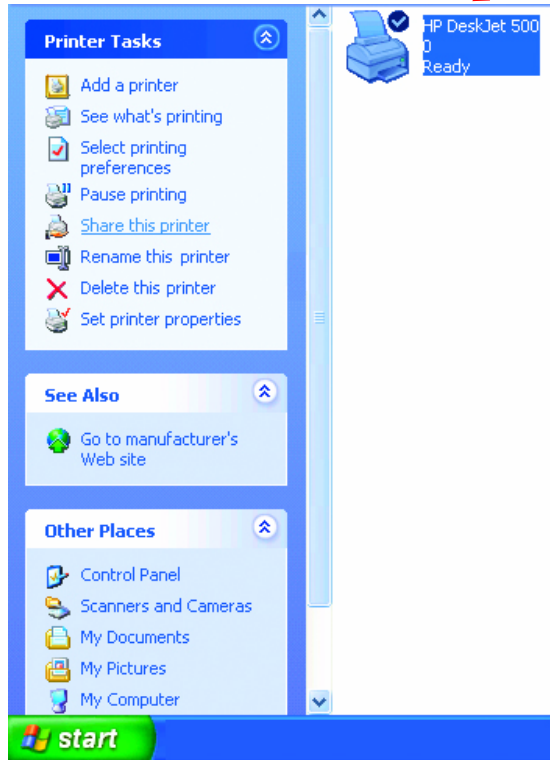 Printer Tasks
Add a printer
See what's printing
Select printing
preferences
Pause printing
Share this printer
Rename this printer
Delete this printer
Set printer properties
See Also
Go to manufacturer's
Web site
Other Places
Control Panel
Scanners and Cameras
My Documents
My Pictures
My Computer
HP DeskJet 500
0
Ready
start